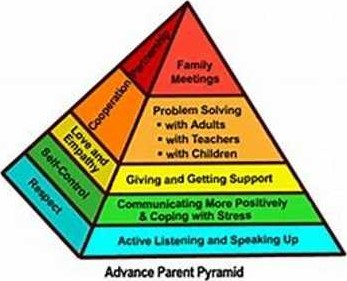 Partnership
Family
Meetings
Cooperation
Problem Solving
• with Adults
• with Teachers
• with Children
Love and
Empathy
Giving and Getting Support
Self-Control
Communicating More Positively
& Coping with Stress
Respect
Active Listening and Speaking Up
Advance Parent Pyramid